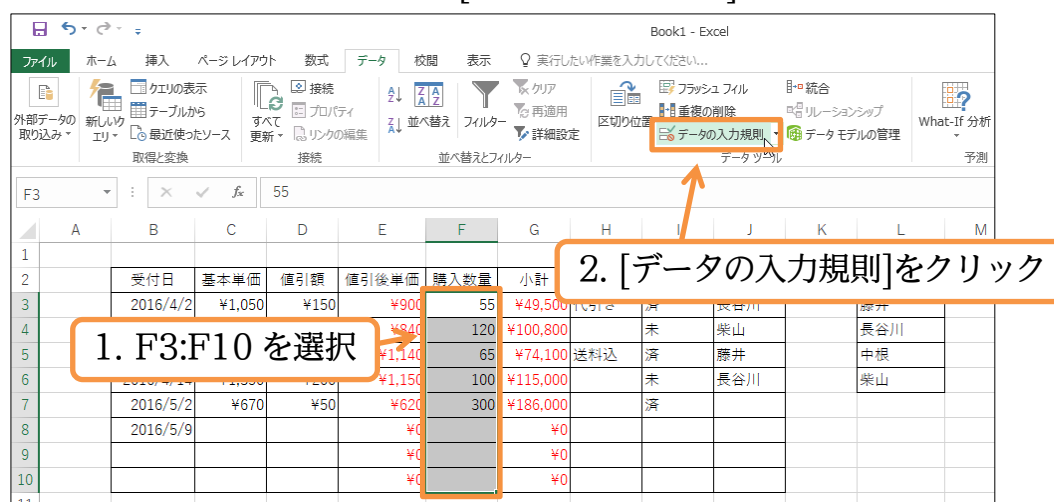 Book1 - Excel
ファイル ホーム 挿入 ページ レイアウト 数式 データ 校閲 表示 実行したい作業を入力してください...
外部データの取り込み
新しいクエリ
クエリの表示
テーブルから
最近使ったソース
取得と変換
すべて更新
接続
プロパティ
リンクの編集
接続
並べ替え
フィルター
クリア
再適用
詳細設定
並べ替えとフィルター
区切り位置
フラッシュ フィル
重複の削除
データの入力規則
統合
リレーションシップ
データ モデルの管理
データ ツール
What-If 分析
予測
F3 fx 55
A B C D E F G H I J K L M
1
2 受付日 基本単価 値引額 値引後単価 購入数量 小計
2. [データの入力規則]をクリック
3 2016/4/2 ¥1,050 ¥150 ¥900 55 ¥49,500 代引き 済 長谷川 藤井
1. F3:F10 を選択
4 ¥840 120 ¥100,800 未 柴山 長谷川
5 ¥1,140 65 ¥74,100 送料込 済 藤井 中根
6 ¥1,150 100 ¥115,000 未 長谷川 柴山
7 2016/5/2 ¥670 ¥50 ¥620 300 ¥186,000 済
8 2016/5/9 ¥0 ¥0
9 ¥0 ¥0
10 ¥0 ¥0